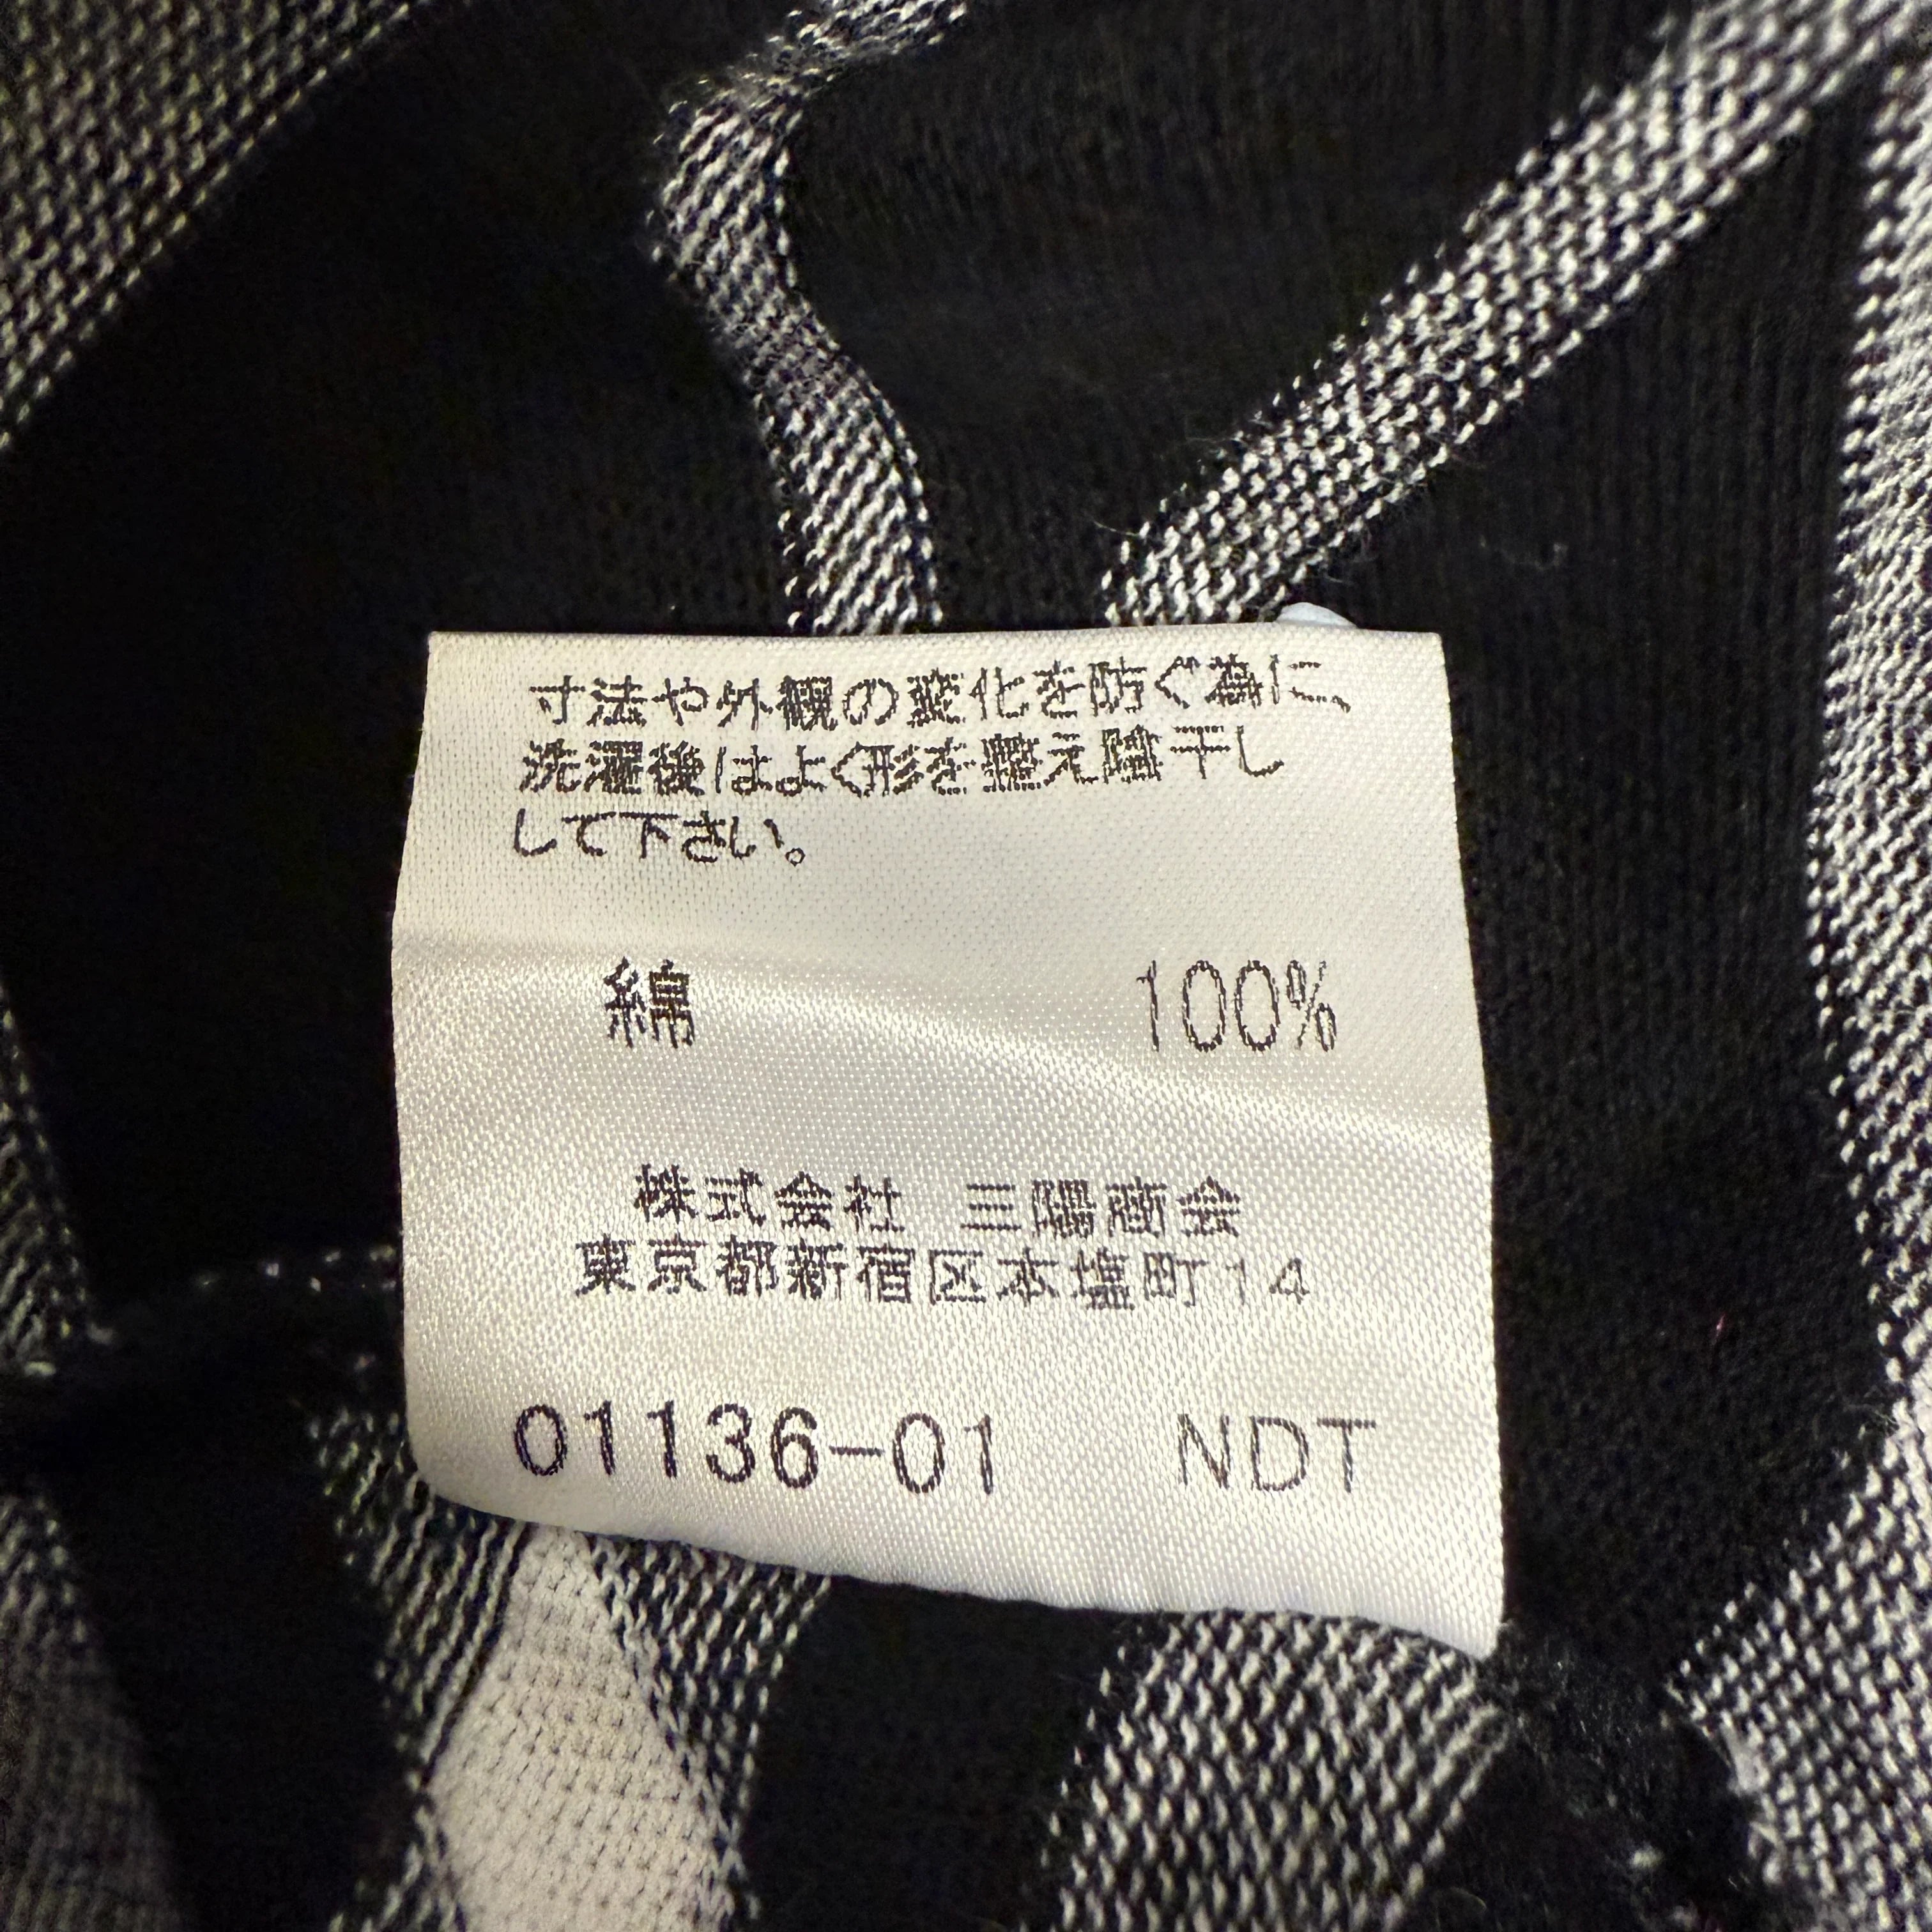 寸法や外観の変化を防ぐ為に、
洗濯後はよく形を整え陰干し
して下さい。
綿 100%
株式会社 三陽商会
東京都新宿区本塩町14
01136-01 NDT